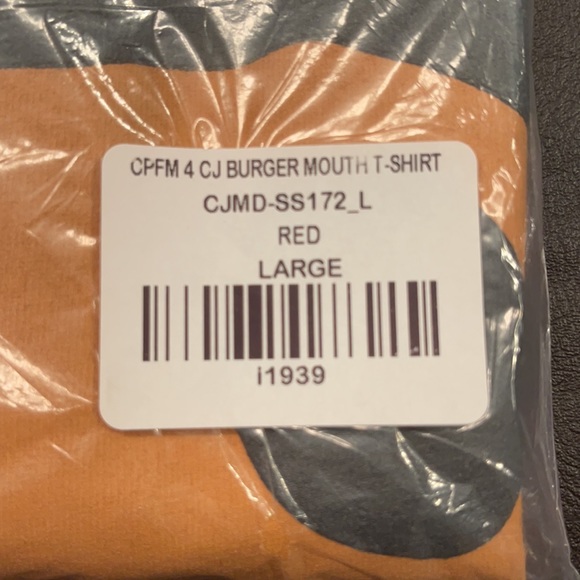 CPFM 4 CJ BURGER MOUTH T-SHIRT
CJMD-SS172_L
RED
LARGE
i1939